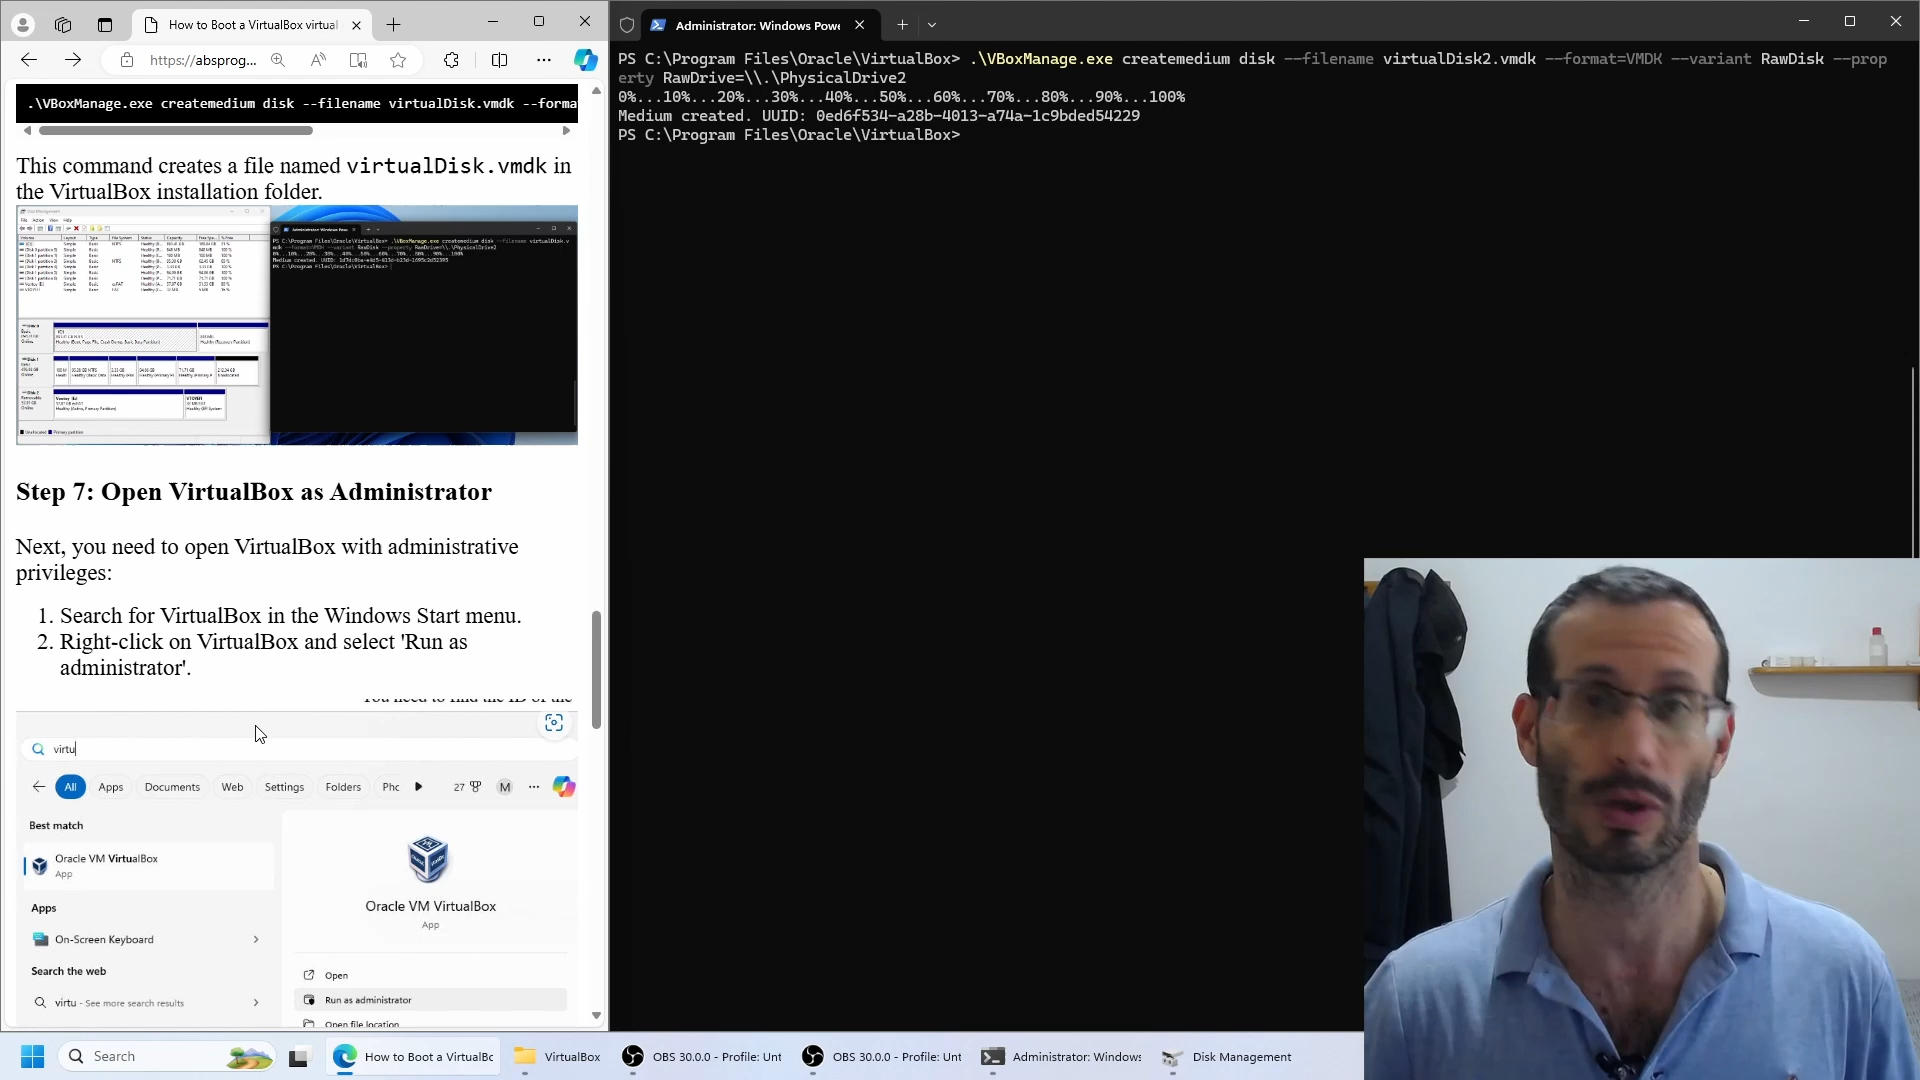 How to Boot a VirtualBox virtual
https://absprog...
.\VBoxManage.exe createmedium disk --filename virtualDisk.vmdk --forma
This command creates a file named virtualDisk.vmdk in
the VirtualBox installation folder.
Step 7: Open VirtualBox as Administrator
Next, you need to open VirtualBox with administrative
privileges:
1. Search for VirtualBox in the Windows Start menu.
2. Right-click on VirtualBox and select 'Run as
administrator'.
virtu
All Apps Documents Web Settings Folders Phc 27 M ...
Best match
Oracle VM VirtualBox
App
Apps
On-Screen Keyboard
Search the web
virtu - See more search results
Oracle VM VirtualBox
App
Open
Run as administrator
Open file location
Administrator: Windows Powe
PS C:\Program Files\Oracle\VirtualBox> .\VBoxManage.exe createmedium disk --filename virtualDisk2.vmdk --format=VMDK --variant RawDisk --prop
erty RawDrive=\\.\PhysicalDrive2
0%...10%...20%...30%...40%...50%...60%...70%...80%...90%...100%
Medium created. UUID: 0ed6f534-a28b-4013-a74a-1c9bded54229
PS C:\Program Files\Oracle\VirtualBox>
Search How to Boot a VirtualBc VirtualBox OBS 30.0.0 - Profile: Unt OBS 30.0.0 - Profile: Unt Administrator: Windows Disk Management